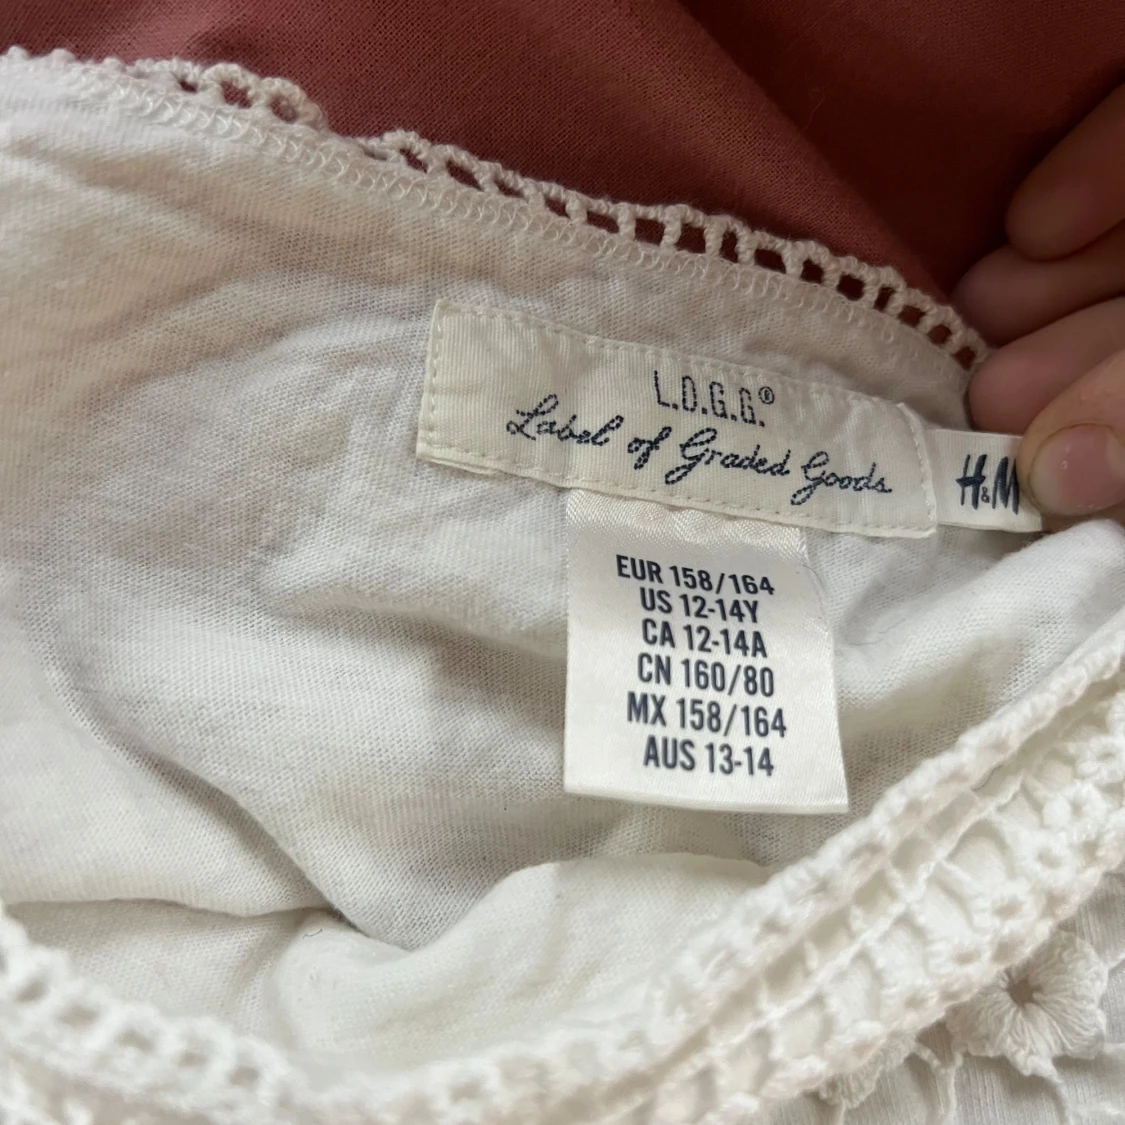 L.O.G.G.®
Label of Graded Goods
H&M
EUR 158/164
US 12-14Y
CA 12-14A
CN 160/80
MX 158/164
AUS 13-14